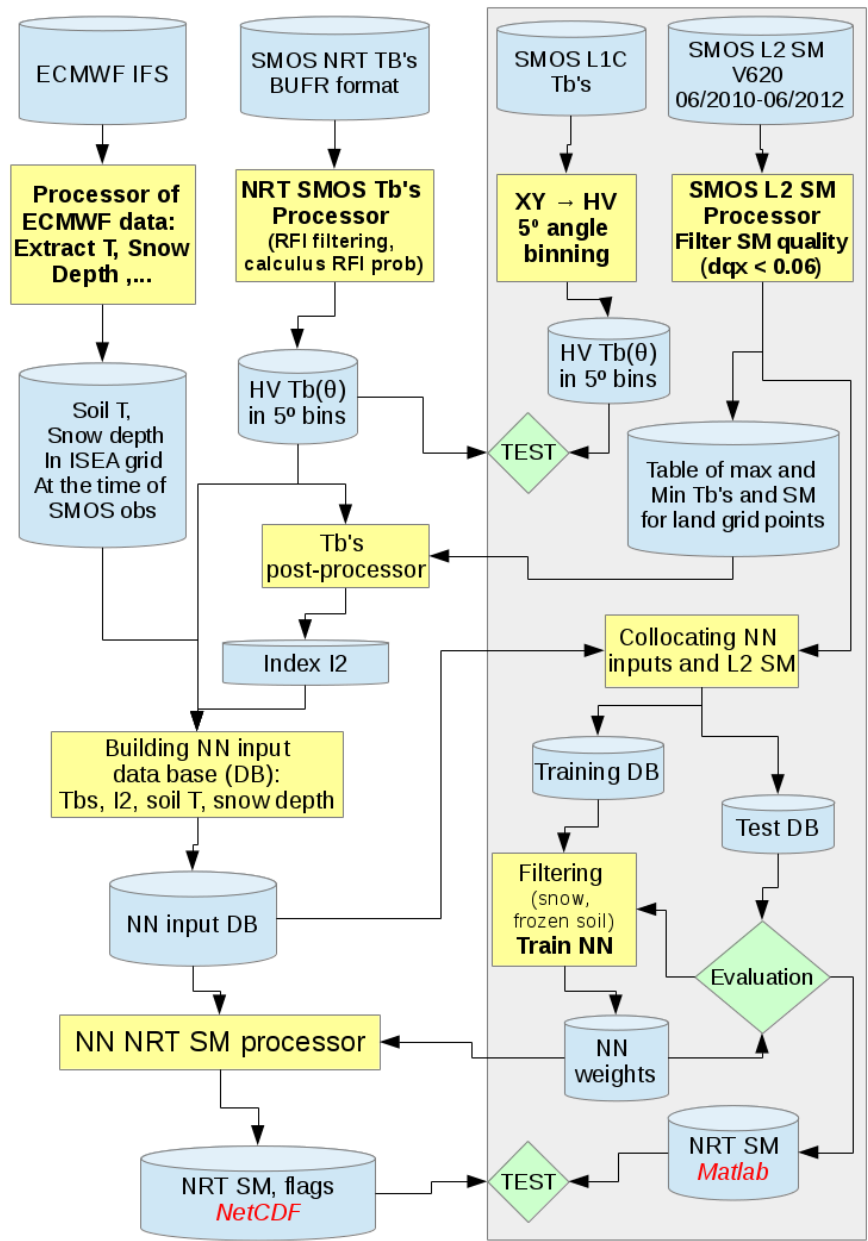 ECMWF IFS
SMOS NRT TB's
BUFR format
SMOS L1C
Tb's
SMOS L2 SM
V620
06/2010-06/2012
Processor of
ECMWF data:
Extract T, Snow
Depth ,...
NRT SMOS Tb's
Processor
(RFI filtering,
calculus RFI prob)
XY → HV
5º angle
binning
SMOS L2 SM
Processor
Filter SM quality
(dqx < 0.06)
Soil T,
Snow depth
In ISEA grid
At the time of
SMOS obs
HV Tb(θ)
in 5º bins
HV Tb(θ)
in 5º bins
TEST
Table of max and
Min Tb's and SM
for land grid points
Tb's
post-processor
Index I2
Collocating NN
inputs and L2 SM
Building NN input
data base (DB):
Tbs, I2, soil T, snow depth
Training DB
Test DB
NN input DB
Filtering
(snow,
frozen soil)
Train NN
Evaluation
NN NRT SM processor
NN
weights
NRT SM, flags
NetCDF
TEST
NRT SM
Matlab